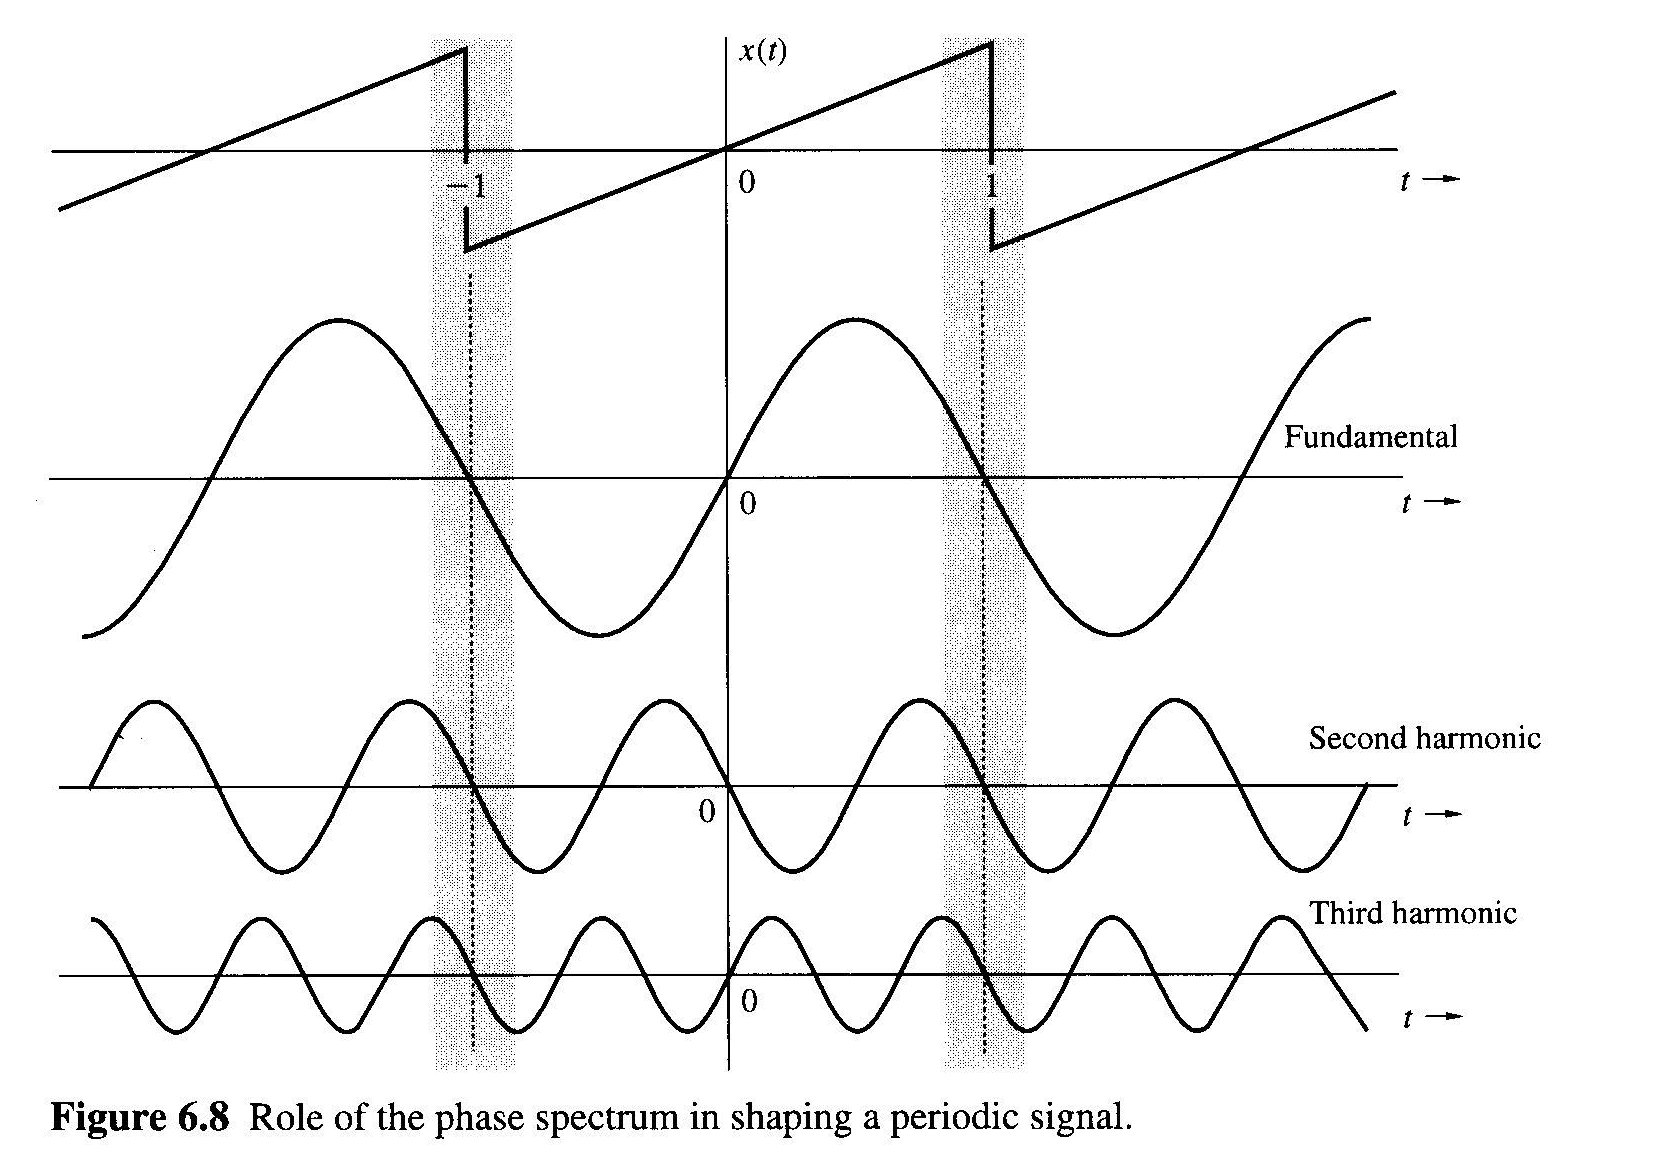 x(t)
−1
0
1
t →
Fundamental
0
t →
Second harmonic
0
t →
Third harmonic
0
t →
Figure 6.8 Role of the phase spectrum in shaping a periodic signal.